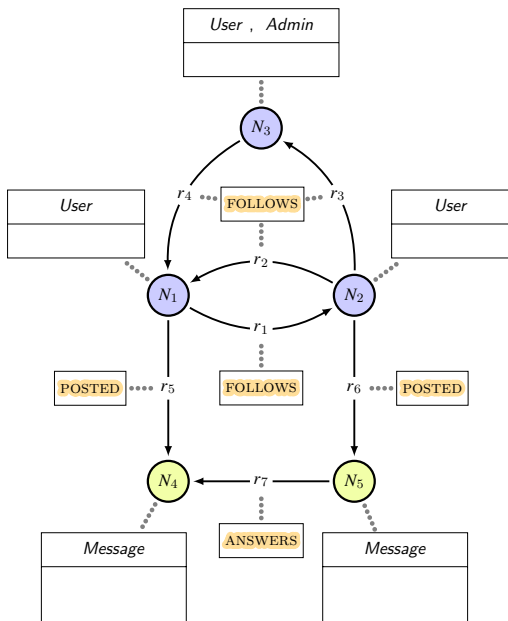 User , Admin
N3
r4
FOLLOWS
r3
User
User
r2
N1
N2
r1
POSTED
r5
FOLLOWS
r6
POSTED
N4
r7
N5
Message
ANSWERS
Message